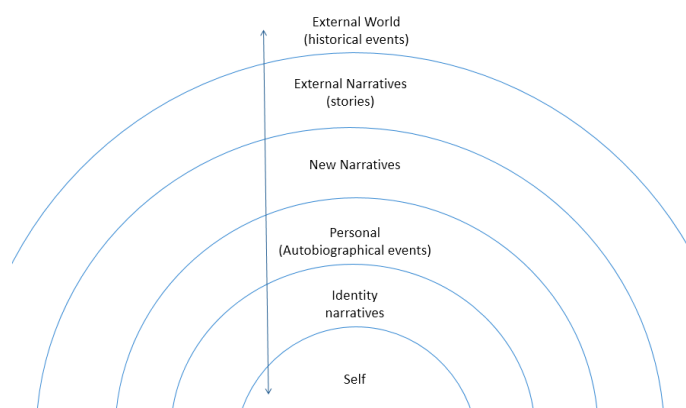 External World
(historical events)
External Narratives
(stories)
New Narratives
Personal
(Autobiographical events)
Identity
narratives
Self